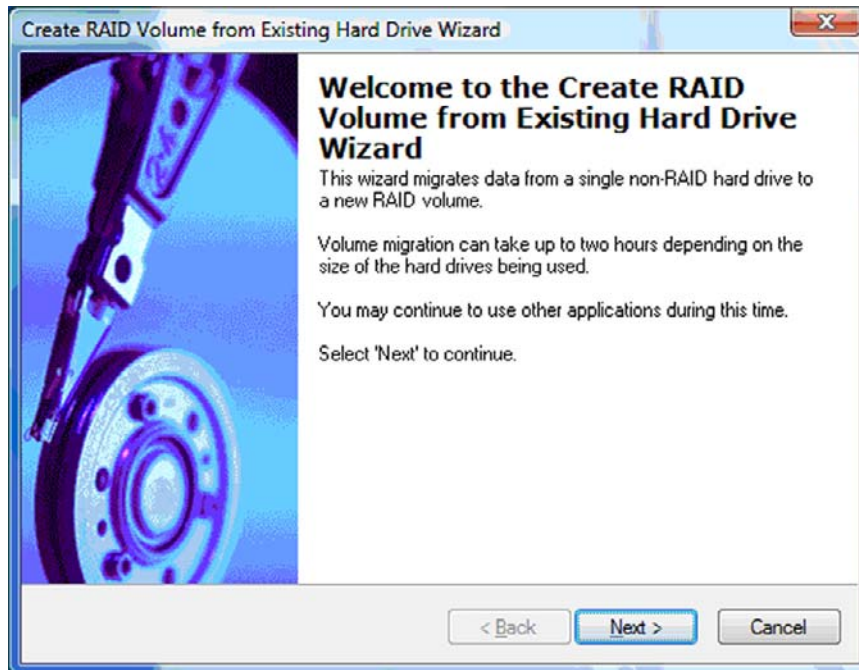 Create RAID Volume from Existing Hard Drive Wizard
Welcome to the Create RAID
Volume from Existing Hard Drive
Wizard
This wizard migrates data from a single non-RAID hard drive to
a new RAID volume.
Volume migration can take up to two hours depending on the
size of the hard drives being used.
You may continue to use other applications during this time.
Select 'Next' to continue.
< Back
Next >
Cancel